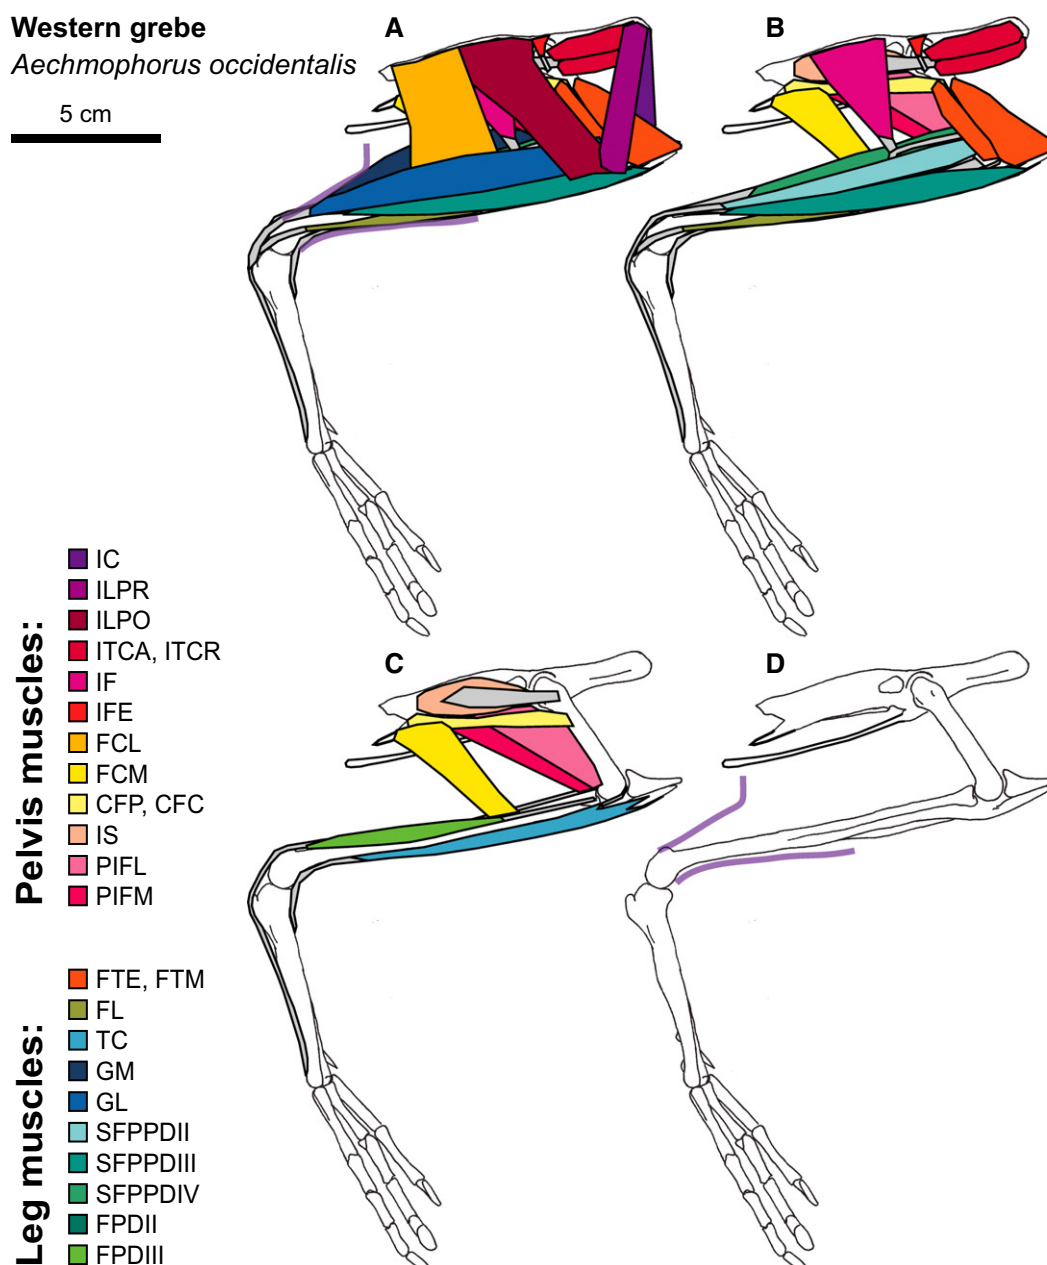 Western grebe
Aechmophorus occidentalis
5 cm
A
B
C
D
Pelvis muscles:
IC
ILPR
ILPO
ITCA, ITCR
IF
IFE
FCL
FCM
CFP, CFC
IS
PIFL
PIFM
Leg muscles:
FTE, FTM
FL
TC
GM
GL
SFPPDII
SFPPDIII
SFPPDIV
FPDII
FPDIII